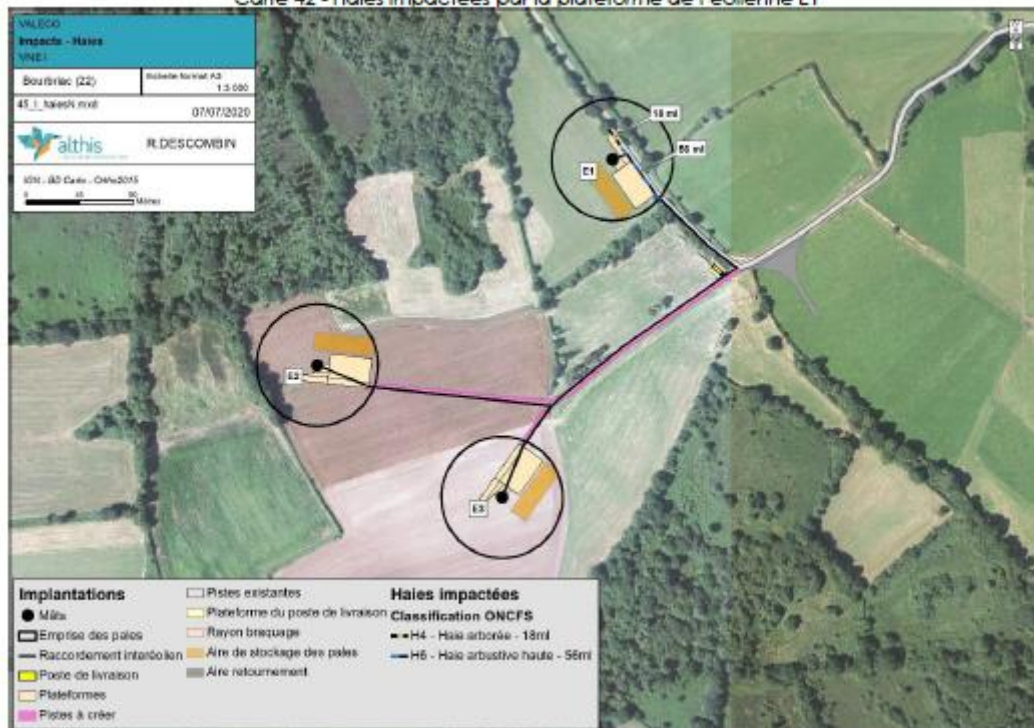 Carte 42 - Haies impactées par la plateforme de l'éolienne E1
VALECO
Impacts - Haies
VNEI
Bourbriac (22)
Echelle format A3
1:3 000
07/07/2020
althis
R.DESCOMBIN
Mètres
18 ml
56 ml
E1
E2
E3
Implantations
Mâts
Emprise des pales
Raccordement interéolien
Poste de livraison
Plateformes
Pistes à créer
Pistes existantes
Plateforme du poste de livraison
Rayon braquage
Aire de stockage des pales
Aire retournement
Haies impactées
Classification ONCFS
H4 - Haie arborée - 18ml
H6 - Haie arbustive haute - 56ml